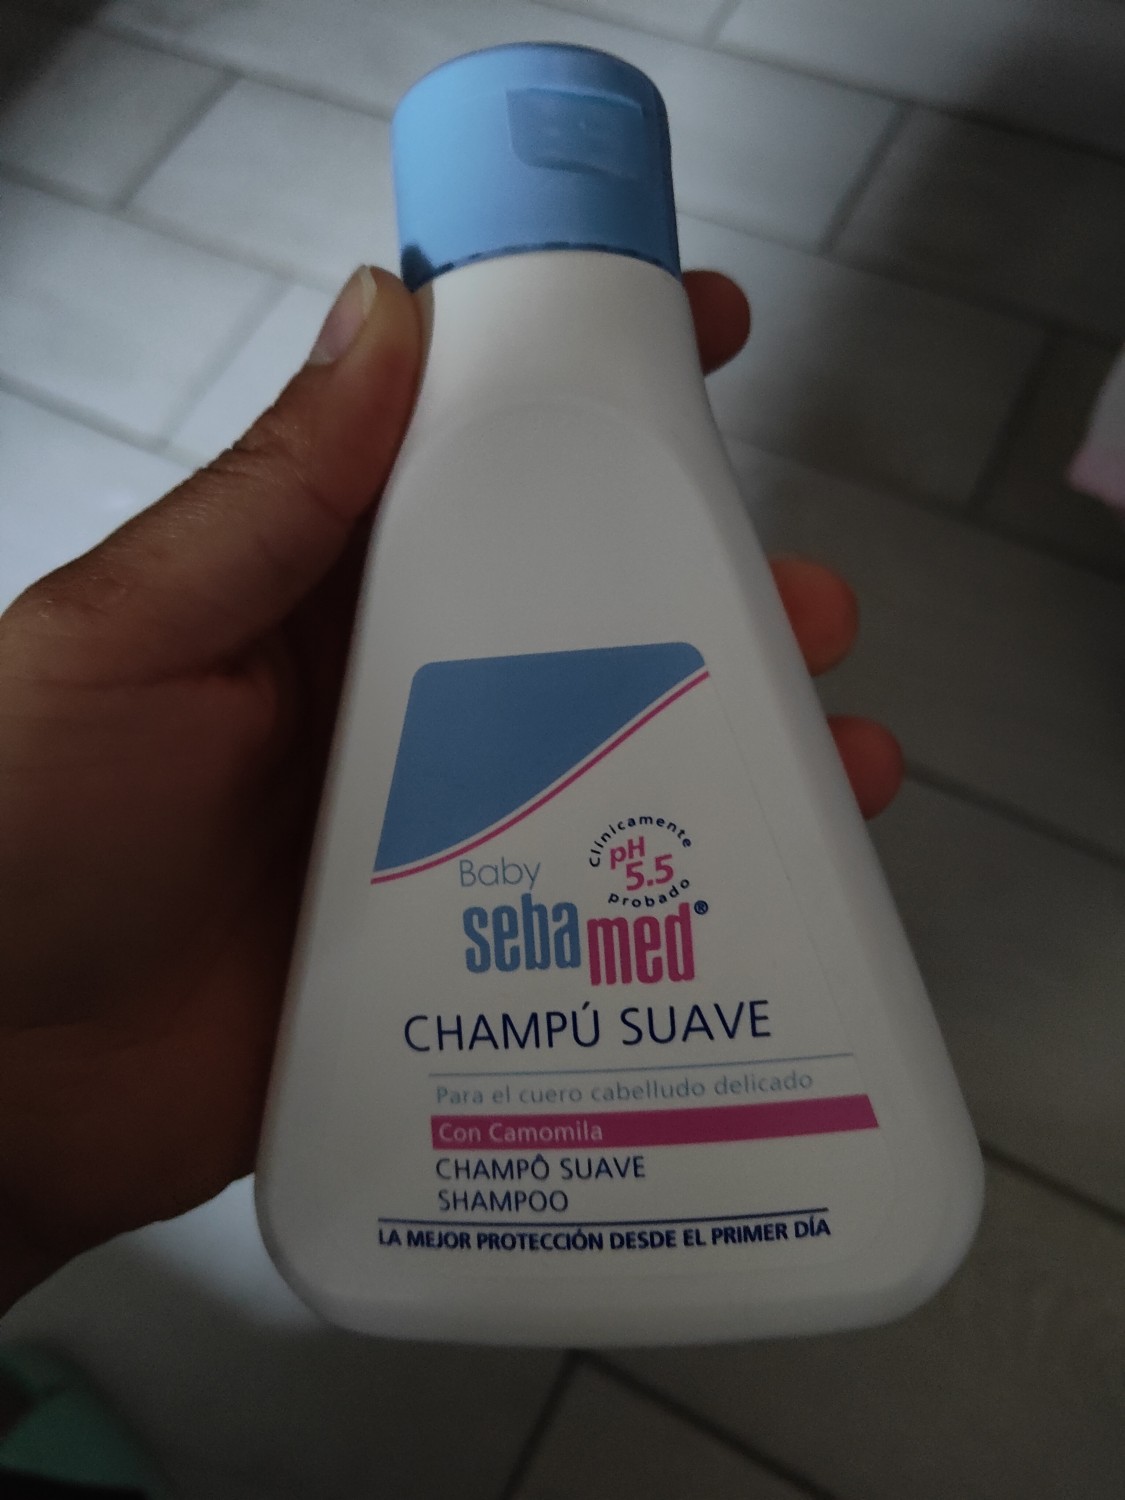 Clínicamente
pH
5.5
probado
Baby
sebamed®
CHAMPÚ SUAVE
Para el cuero cabelludo delicado
Con Camomila
CHAMPÔ SUAVE
SHAMPOO
LA MEJOR PROTECCIÓN DESDE EL PRIMER DÍA